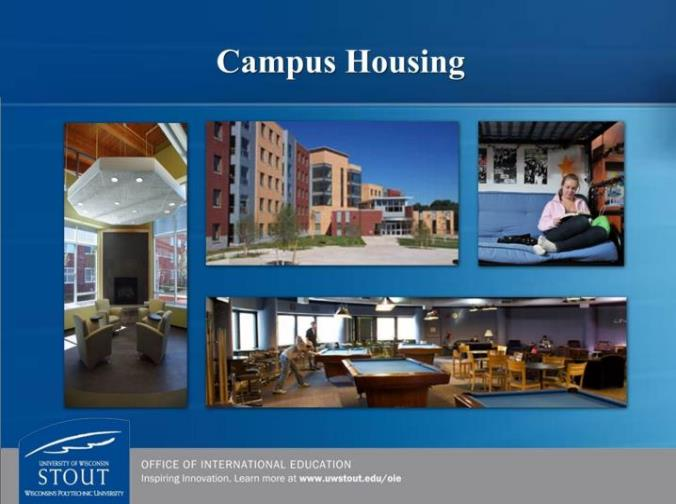 Campus Housing
UNIVERSITY OF WISCONSIN
STOUT
WISCONSIN'S POLYTECHNIC UNIVERSITY
OFFICE OF INTERNATIONAL EDUCATION
Inspiring Innovation. Learn more at www.uwstout.edu/oie